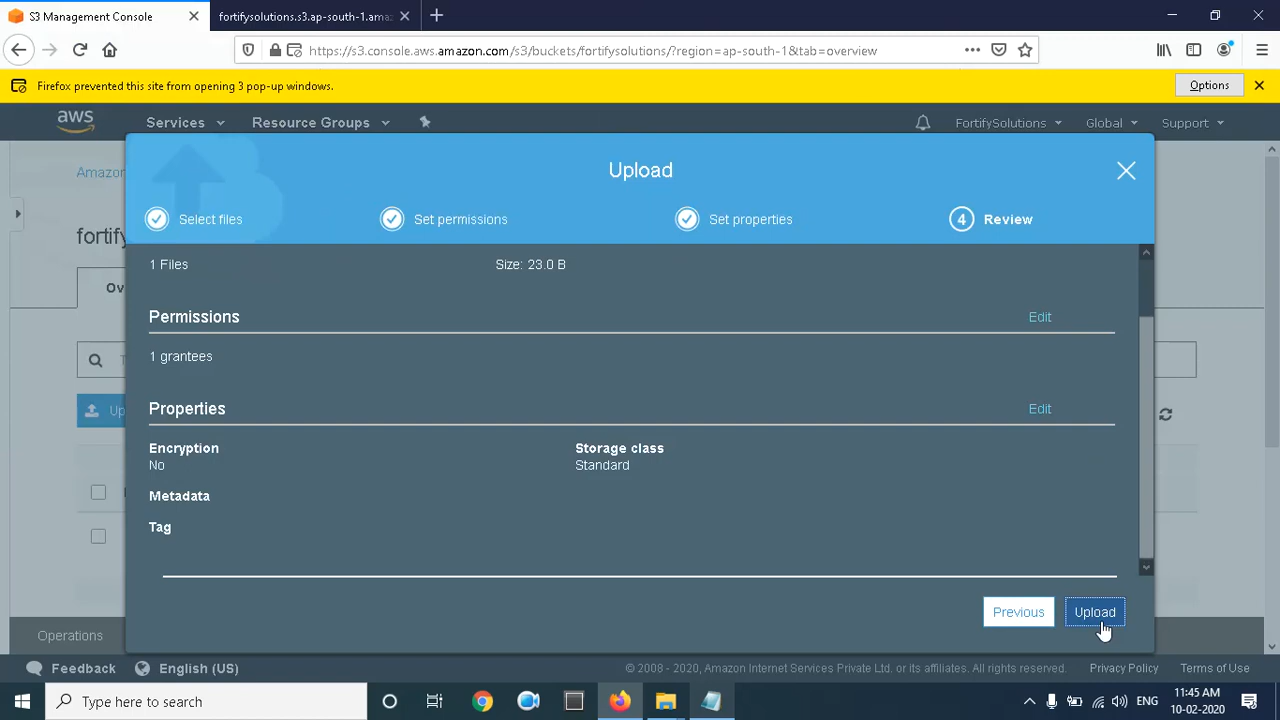 S3 Management Console
fortifysolutions.s3.ap-south-1.amaz
https://s3.console.aws.amazon.com/s3/buckets/fortifysolutions/?region=ap-south-1&tab=overview
Firefox prevented this site from opening 3 pop-up windows.
Options
aws
Services
Resource Groups
FortifySolutions
Global
Support
Amazon
Upload
Select files
Set permissions
Set properties
4 Review
fortify
Ov
1 Files
Size: 23.0 B
Permissions
Edit
1 grantees
Up
Properties
Edit
Encryption
Storage class
No
Standard
Metadata
Tag
Previous
Upload
Operations
Feedback
English (US)
© 2008 - 2020, Amazon Internet Services Private Ltd. or its affiliates. All rights reserved.
Privacy Policy
Terms of Use
Type here to search
ENG
11:45 AM
10-02-2020